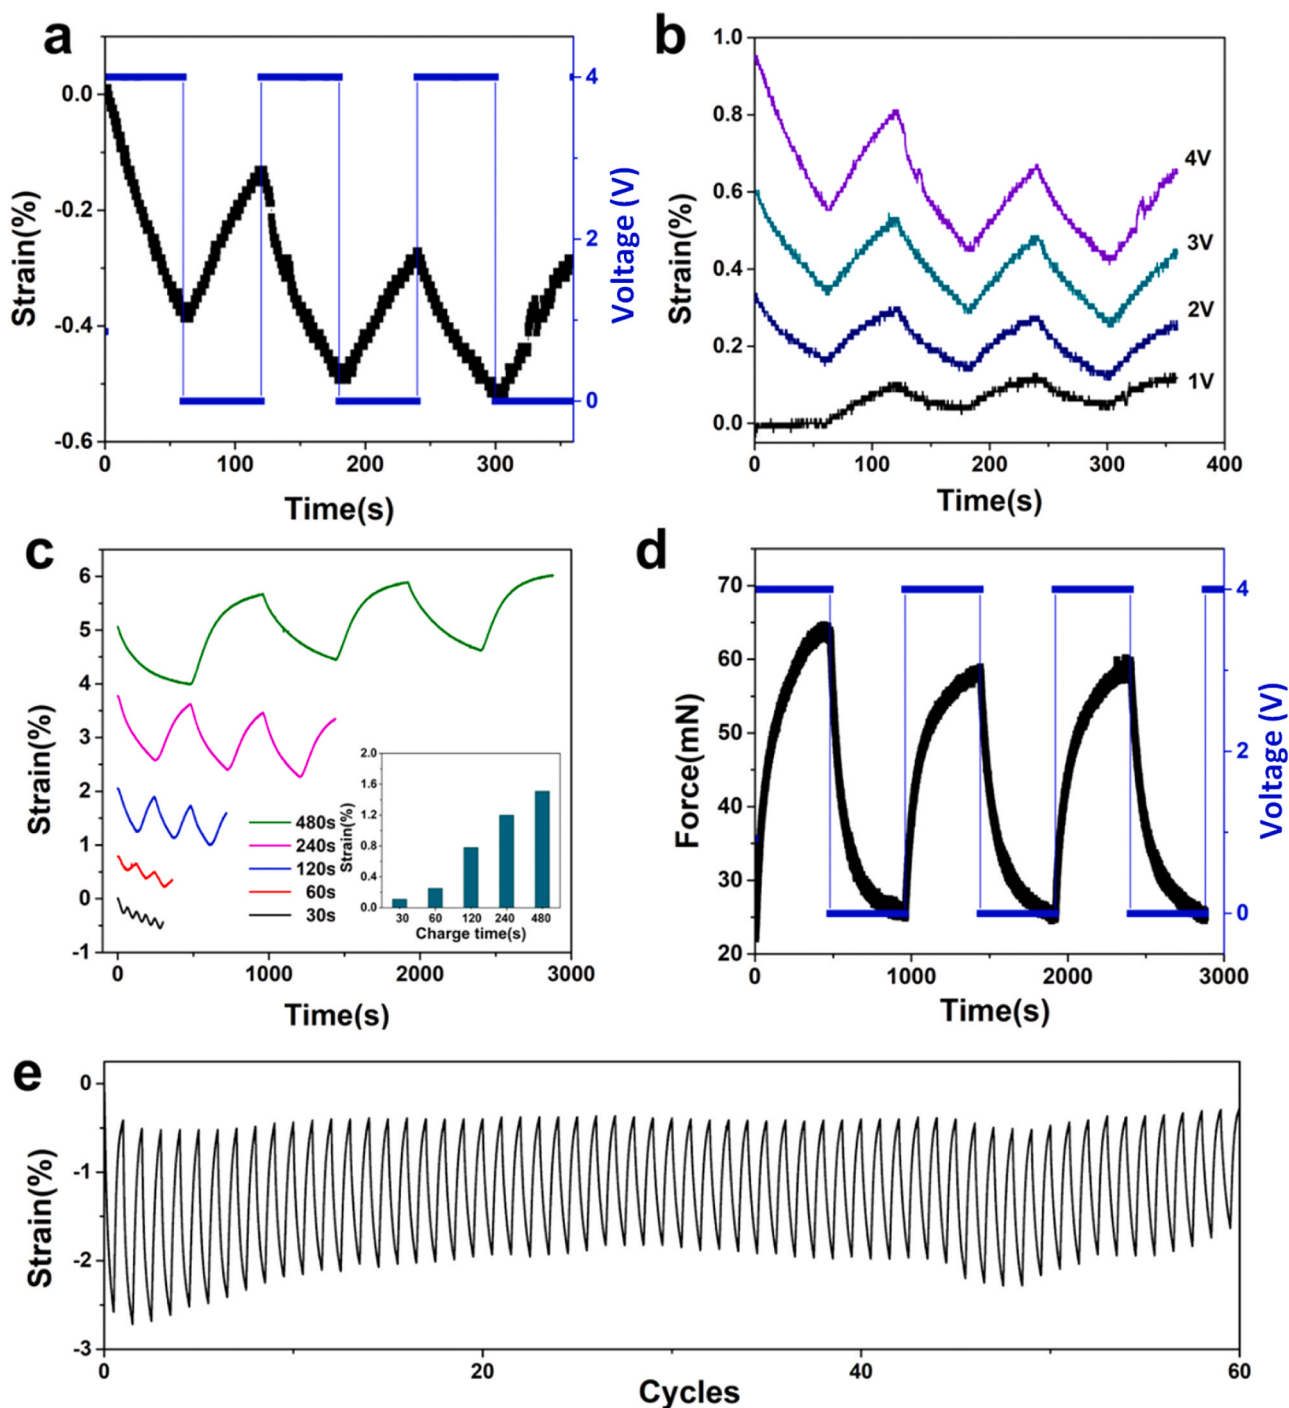 a
0.0
-0.2
-0.4
-0.6
Strain(%)
0
100
200
300
Time(s)
4
2
0
Voltage (V)
b
1.0
0.8
0.6
0.4
0.2
0.0
Strain(%)
4V
3V
2V
1V
0
100
200
300
400
Time(s)
c
6
5
4
3
2
1
0
-1
Strain(%)
480s
240s
120s
60s
30s
2.0
1.6
1.2
0.8
0.4
0.0
Strain(%)
30 60 120 240 480
Charge time(s)
0
1000
2000
3000
Time(s)
d
70
60
50
40
30
20
Force(mN)
4
2
0
Voltage (V)
0
1000
2000
3000
Time(s)
e
0
-1
-2
-3
Strain(%)
0
20
40
60
Cycles